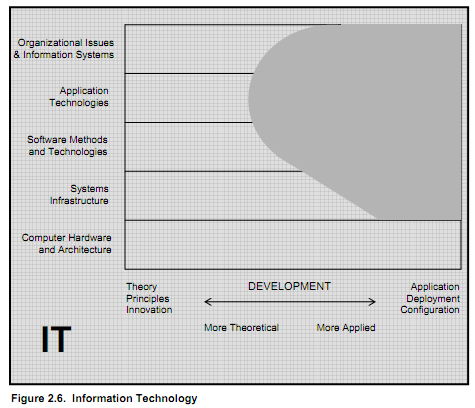 Organizational Issues
& Information Systems
Application
Technologies
Software Methods
and Technologies
Systems
Infrastructure
Computer Hardware
and Architecture
Theory
Principles
Innovation
DEVELOPMENT
Application
Deployment
Configuration
More Theoretical
More Applied
IT
Figure 2.6. Information Technology